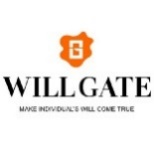 G
WILLGATE
MAKE INDIVIDUAL'S WILL COME TRUE